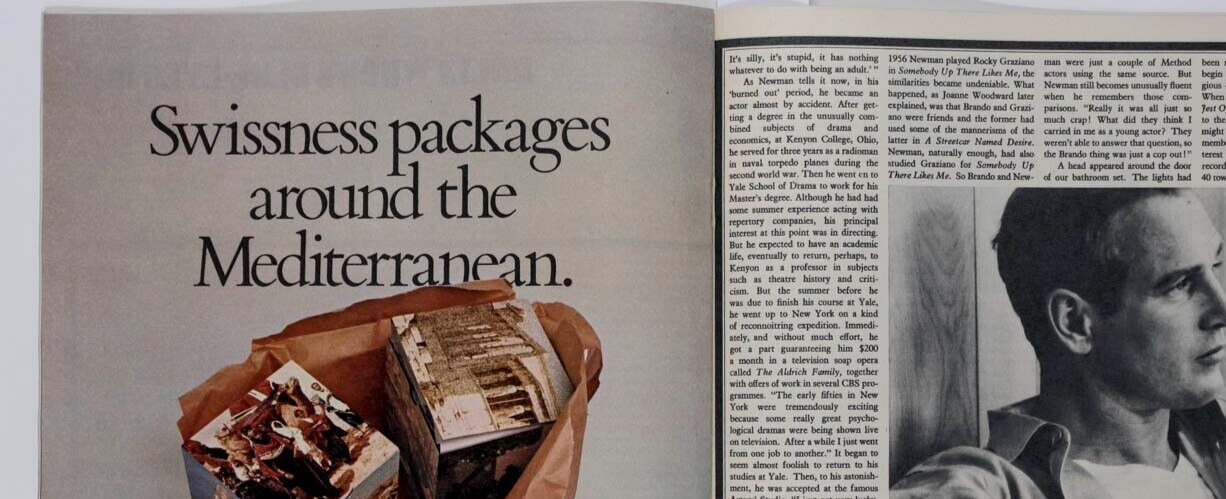 Swissness packages
around the
Mediterranean.
It's silly, it's stupid, it has nothing
whatever to do with being an adult.' "
As Newman tells it now, in his
'burned out' period, he became an
actor almost by accident. After get-
ting a degree in the unusually com-
bined subjects of drama and
economics, at Kenyon College, Ohio,
he served for three years as a radioman
in naval torpedo planes during the
second world war. Then he went on to
Yale School of Drama to work for his
Master's degree. Although he had had
some summer experience acting with
repertory companies, his principal
interest at this point was in directing.
But he expected to have an academic
life, eventually to return, perhaps, to
Kenyon as a professor in subjects
such as theatre history and criti-
cism. But the summer before he
was due to finish his course at Yale,
he went up to New York on a kind
of reconnoitring expedition. Immedi-
ately, and without much effort, he
got a part guaranteeing him $200
a month in a television soap opera
called The Aldrich Family, together
with offers of work in several CBS pro-
grammes. "The early fifties in New
York were tremendously exciting
because some really great psycho-
logical dramas were being shown live
on television. After a while I just went
from one job to another." It began to
seem almost foolish to return to his
studies at Yale. Then, to his astonish-
ment, he was accepted at the famous
1956 Newman played Rocky Graziano
in Somebody Up There Likes Me, the
similarities became undeniable. What
happened, as Joanne Woodward later
explained, was that Brando and Grazi-
ano were friends and the former had
used some of the mannerisms of the
latter in A Streetcar Named Desire.
Newman, naturally enough, had also
studied Graziano for Somebody Up
There Likes Me. So Brando and New-
man were just a couple of Method
actors using the same source. But
Newman still becomes unusually fluent
when he remembers those com-
parisons. "Really it was all just so
much crap! What did they think I
carried in me as a young actor? They
weren't able to answer that question, so
the Brando thing was just a cop out!"
A head appeared around the door
of our bathroom set. The lights had
been
begin
gious
When
Jest O
to the
might
memb
terest
record
40 tow